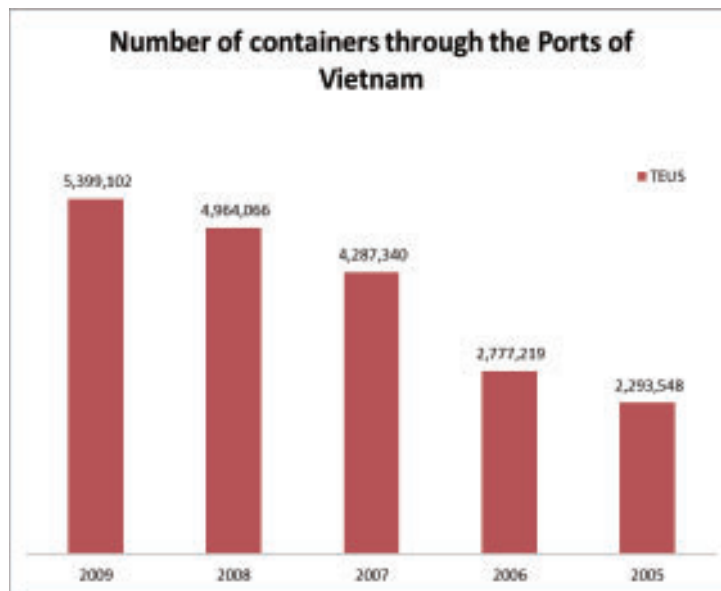 Number of containers through the Ports of
Vietnam
5,399,102
4,964,066
4,287,340
2,777,219
2,293,548
TEUS
2009 2008 2007 2006 2005